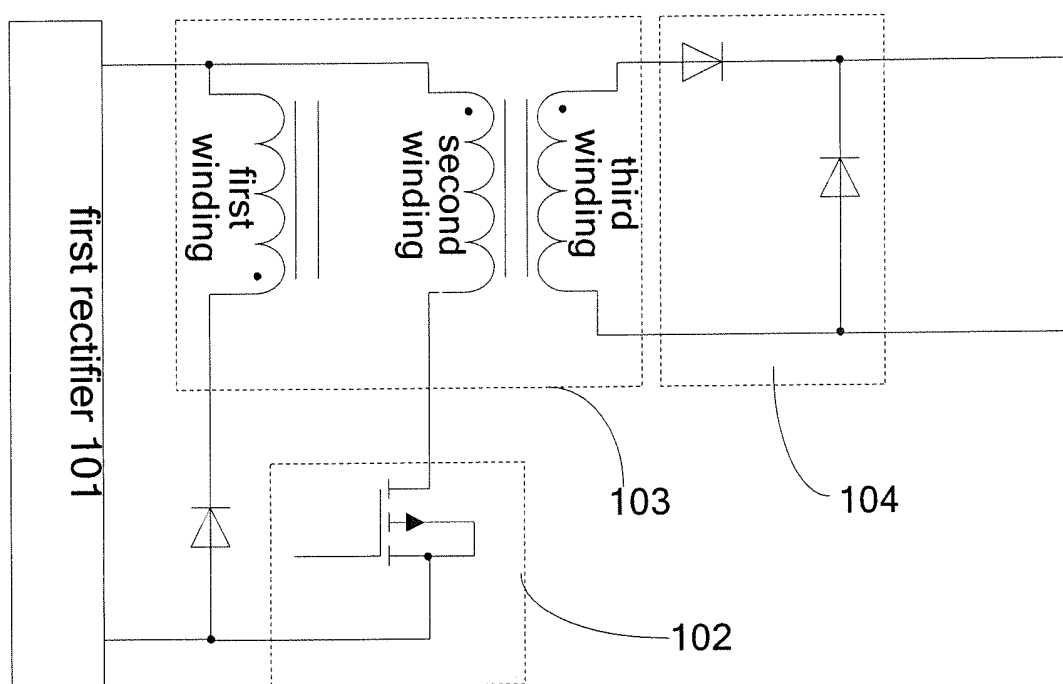 first rectifier 101
first
winding
second
winding
third
winding
103
104
102